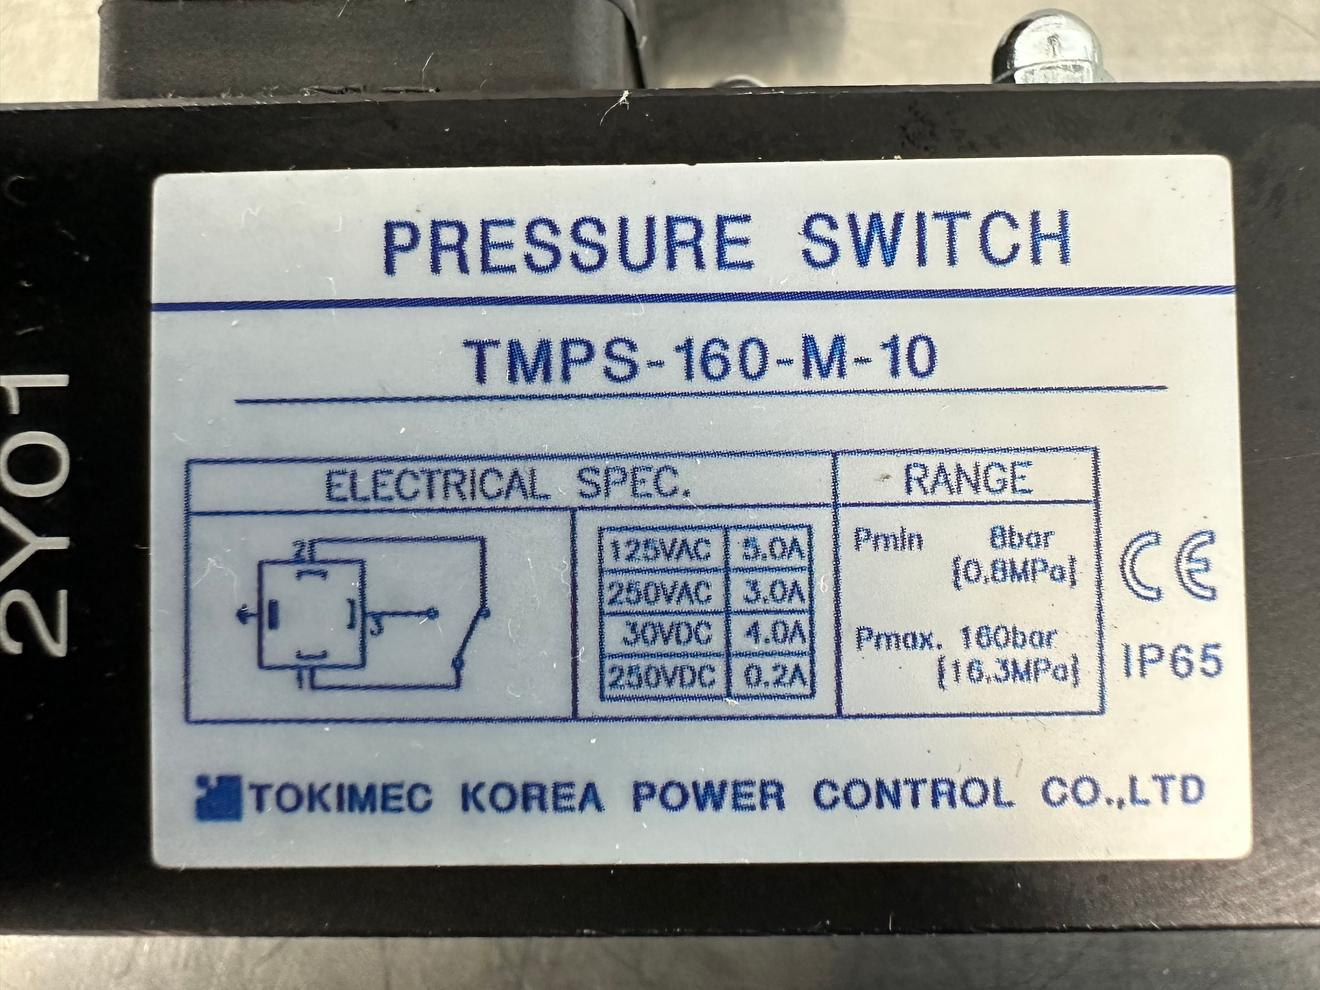 PRESSURE SWITCH
TMPS-160-M-10
ELECTRICAL SPEC.
RANGE
2
3
1
125VAC 5.0A
250VAC 3.0A
30VDC 4.0A
250VDC 0.2A
Pmin 8bar
{0.8MPa}
Pmax. 160bar
{16.3MPa}
CE
IP65
TOKIMEC KOREA POWER CONTROL CO.,LTD
2Y01